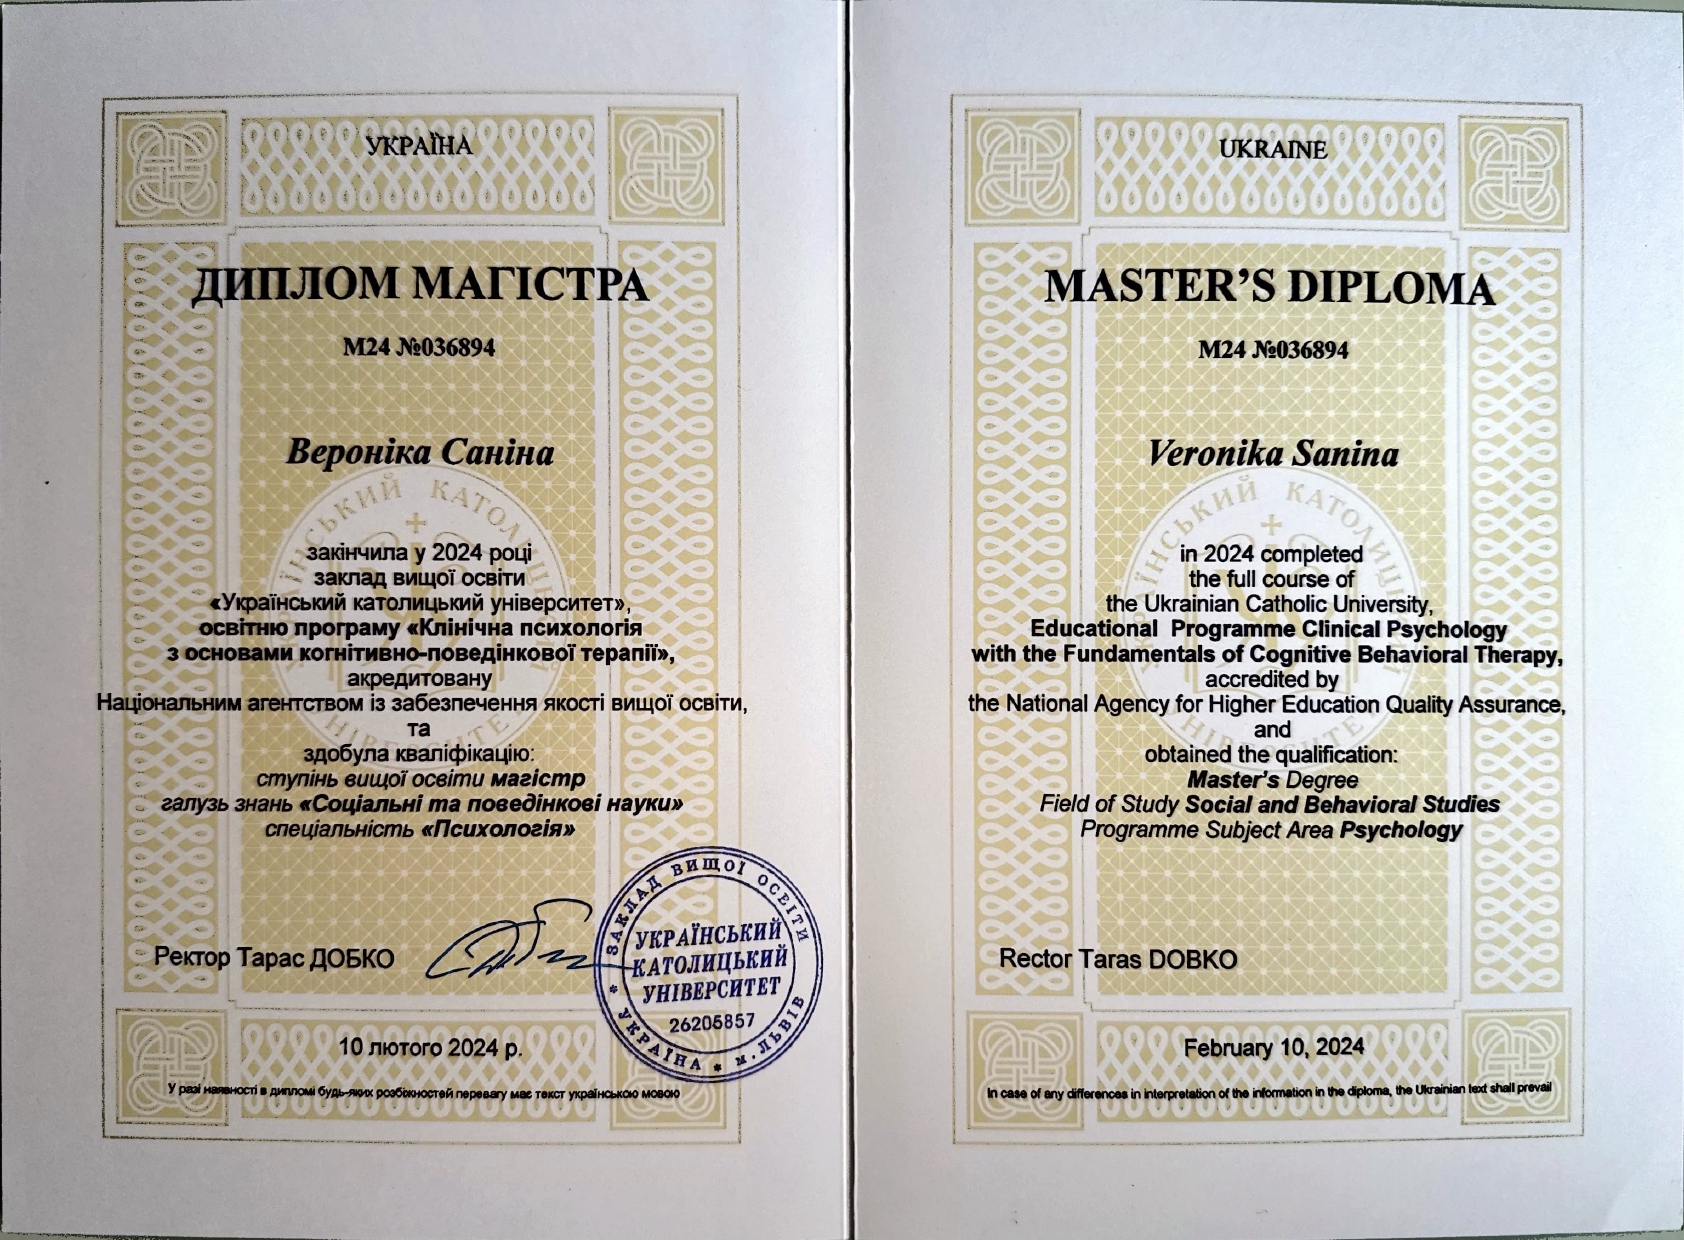 УКРАЇНА
ДИПЛОМ МАГІСТРА
М24 №036894
Вероніка Саніна
закінчила у 2024 році
заклад вищої освіти
«Український католицький університет»,
освітню програму «Клінічна психологія
з основами когнітивно-поведінкової терапії»,
акредитовану
Національним агентством із забезпечення якості вищої освіти,
та
здобула кваліфікацію:
ступінь вищої освіти магістр
галузь знань «Соціальні та поведінкові науки»
спеціальність «Психологія»
Ректор Тарас ДОБКО
ЗАКЛАД ВИЩОЇ ОСВІТИ
УКРАЇНСЬКИЙ
КАТОЛИЦЬКИЙ
УНІВЕРСИТЕТ
26205857
* УКРАЇНА * м. ЛЬВІВ
10 лютого 2024 р.
У разі наявності в дипломі будь-яких розбіжностей перевагу має текст українською мовою
UKRAINE
MASTER'S DIPLOMA
М24 №036894
Veronika Sanina
in 2024 completed
the full course of
the Ukrainian Catholic University,
Educational Programme Clinical Psychology
with the Fundamentals of Cognitive Behavioral Therapy,
accredited by
the National Agency for Higher Education Quality Assurance,
and
obtained the qualification:
Master's Degree
Field of Study Social and Behavioral Studies
Programme Subject Area Psychology
Rector Taras DOVKO
February 10, 2024
In case of any differences in interpretation of the information in the diploma, the Ukrainian text shall prevail